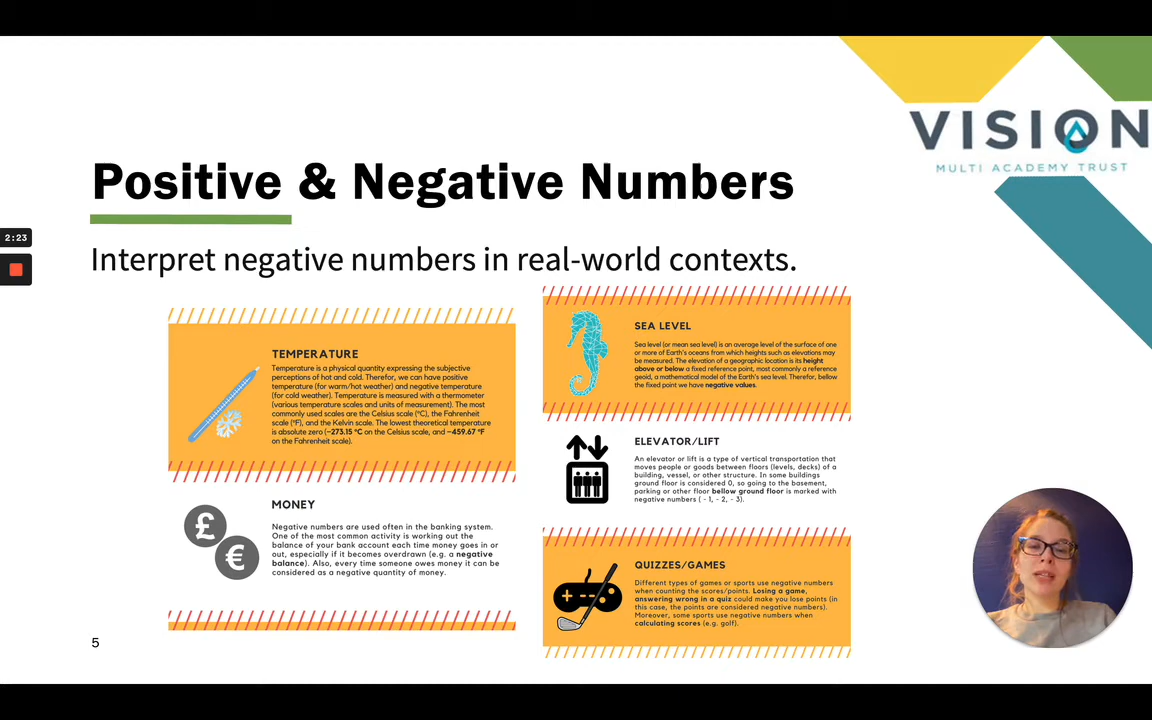 VISION
MULTI ACADEMY TRUST
Positive & Negative Numbers
2:23
Interpret negative numbers in real-world contexts.
TEMPERATURE
Temperature is a physical quantity expressing the subjective
perceptions of hot and cold. Therefor, we can have positive
temperature (for warm/hot weather) and negative temperature
(for cold weather). Temperature is measured with a thermometer
(various temperature scales and units of measurement). The most
commonly used scales are the Celsius scale (°C), the Fahrenheit
scale (°F), and the Kelvin scale. The lowest theoretical temperature
is absolute zero (−273.15 °C on the Celsius scale, and −459.67 °F
on the Fahrenheit scale).
MONEY
£
€
Negative numbers are used often in the banking system.
One of the most common activity is working out the
balance of your bank account each time money goes in or
out, especially if it becomes overdrawn (e.g. a negative
balance). Also, every time someone owes money it can be
considered as a negative quantity of money.
SEA LEVEL
Sea level (or mean sea level) is an average level of the surface of one
or more of Earth's oceans from which heights such as elevations may
be measured. The elevation of a geographic location is its height
above or below a fixed reference point, most commonly a reference
geoid, a mathematical model of the Earth's sea level. Therefor, bellow
the fixed point we have negative values.
ELEVATOR/LIFT
An elevator or lift is a type of vertical transportation that
moves people or goods between floors (levels, decks) of a
building, vessel, or other structure. In some buildings
ground floor is considered 0, so going to the basement,
parking or other floor bellow ground floor is marked with
negative numbers ( - 1, - 2, - 3).
QUIZZES/GAMES
Different types of games or sports use negative numbers
when counting the scores/points. Losing a game,
answering wrong in a quiz could make you lose points (in
this case, the points are considered negative numbers).
Moreover, some sports use negative numbers when
calculating scores (e.g. golf).
5